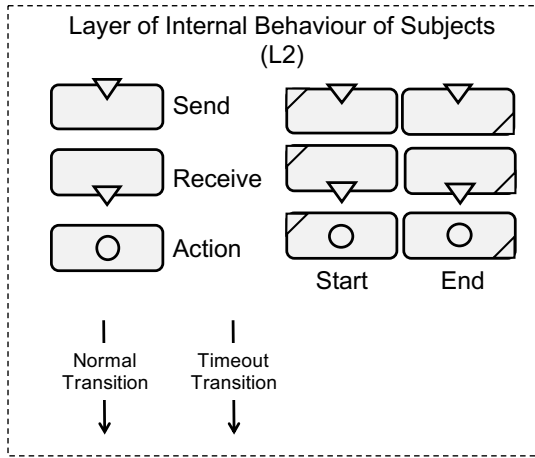 Layer of Internal Behaviour of Subjects
(L2)
Send
Receive
Action
Start
End
Normal
Transition
Timeout
Transition